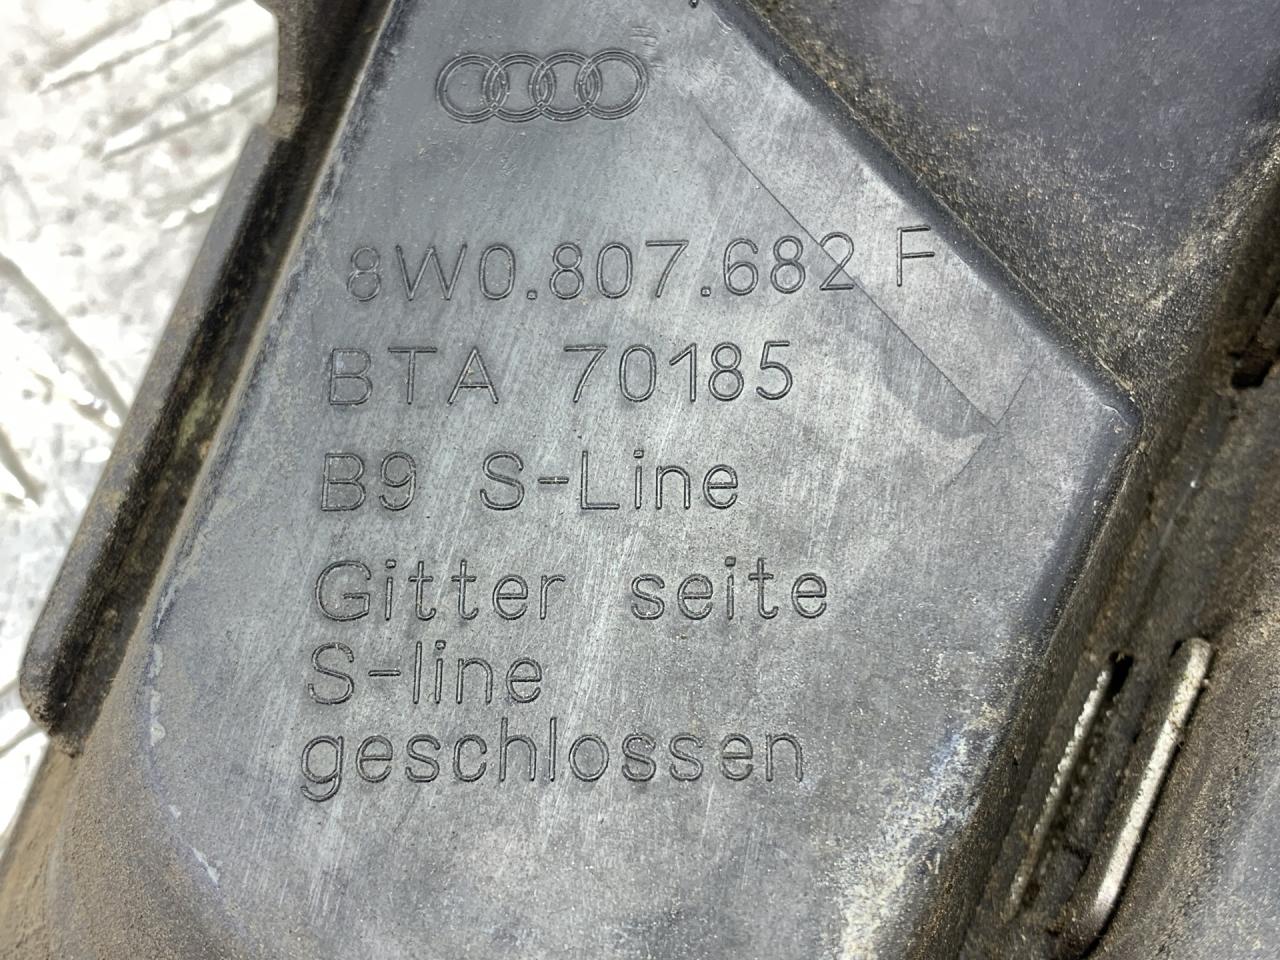 8W0.807.682 F
BTA 70185
B9 S-Line
Gitter seite
S-line
geschlossen